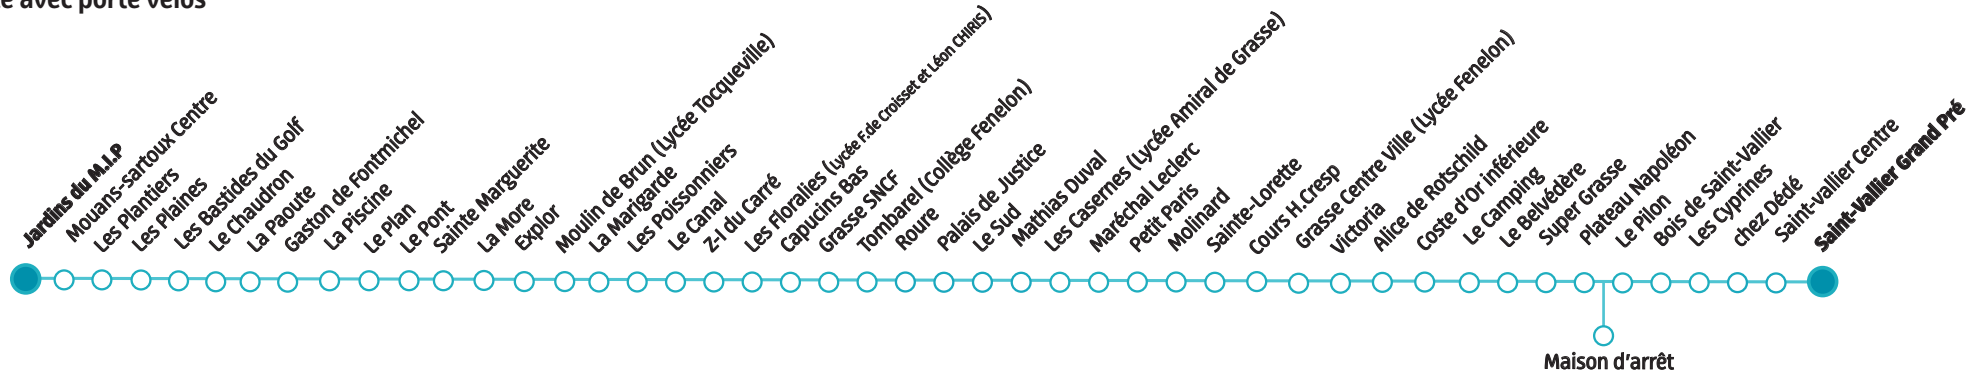 avec porte vélos
Jardins du M.I.P
Mouans-sartoux Centre
Les Plantiers
Les Plaines
Les Bastides du Golf
Le Chaudron
La Paoute
Gaston de Fontmichel
La Piscine
Le Plan
Le Pont
Sainte Marguerite
La More
Explor
Moulin de Brun (Lycée Tocqueville)
La Marigarde
Les Poissonniers
Le Canal
Z-I du Carré
Les Floralies (Lycée F.de Croisset et Léon CHIRIS)
Capucins Bas
Grasse SNCF
Tombarel (Collège Fenelon)
Roure
Palais de Justice
Le Sud
Mathias Duval
Les Casernes (Lycée Amiral de Grasse)
Maréchal Leclerc
Petit Paris
Molinard
Sainte-Lorette
Cours H.Cresp
Grasse Centre Ville (Lycée Fenelon)
Victoria
Alice de Rotschild
Coste d'Or inférieure
Le Camping
Le Belvédère
Super Grasse
Plateau Napoléon
Le Pilon
Bois de Saint-Vallier
Les Cyprines
chez Dédé
Saint-vallier Centre
Saint-Vallier Grand Pré
Maison d'arrêt